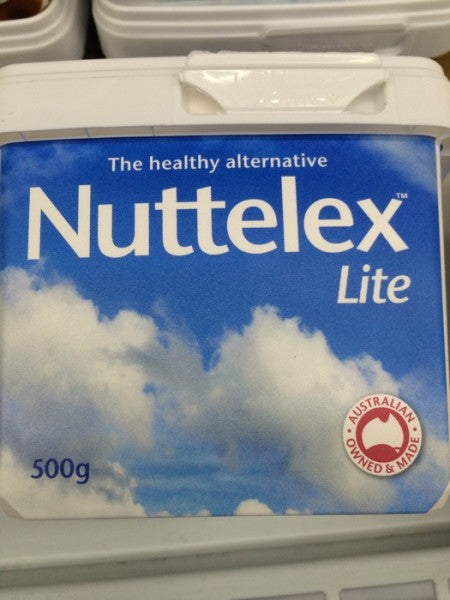 The healthy alternative
Nuttelex™
Lite
500g
• AUSTRALIAN •
OWNED & MADE